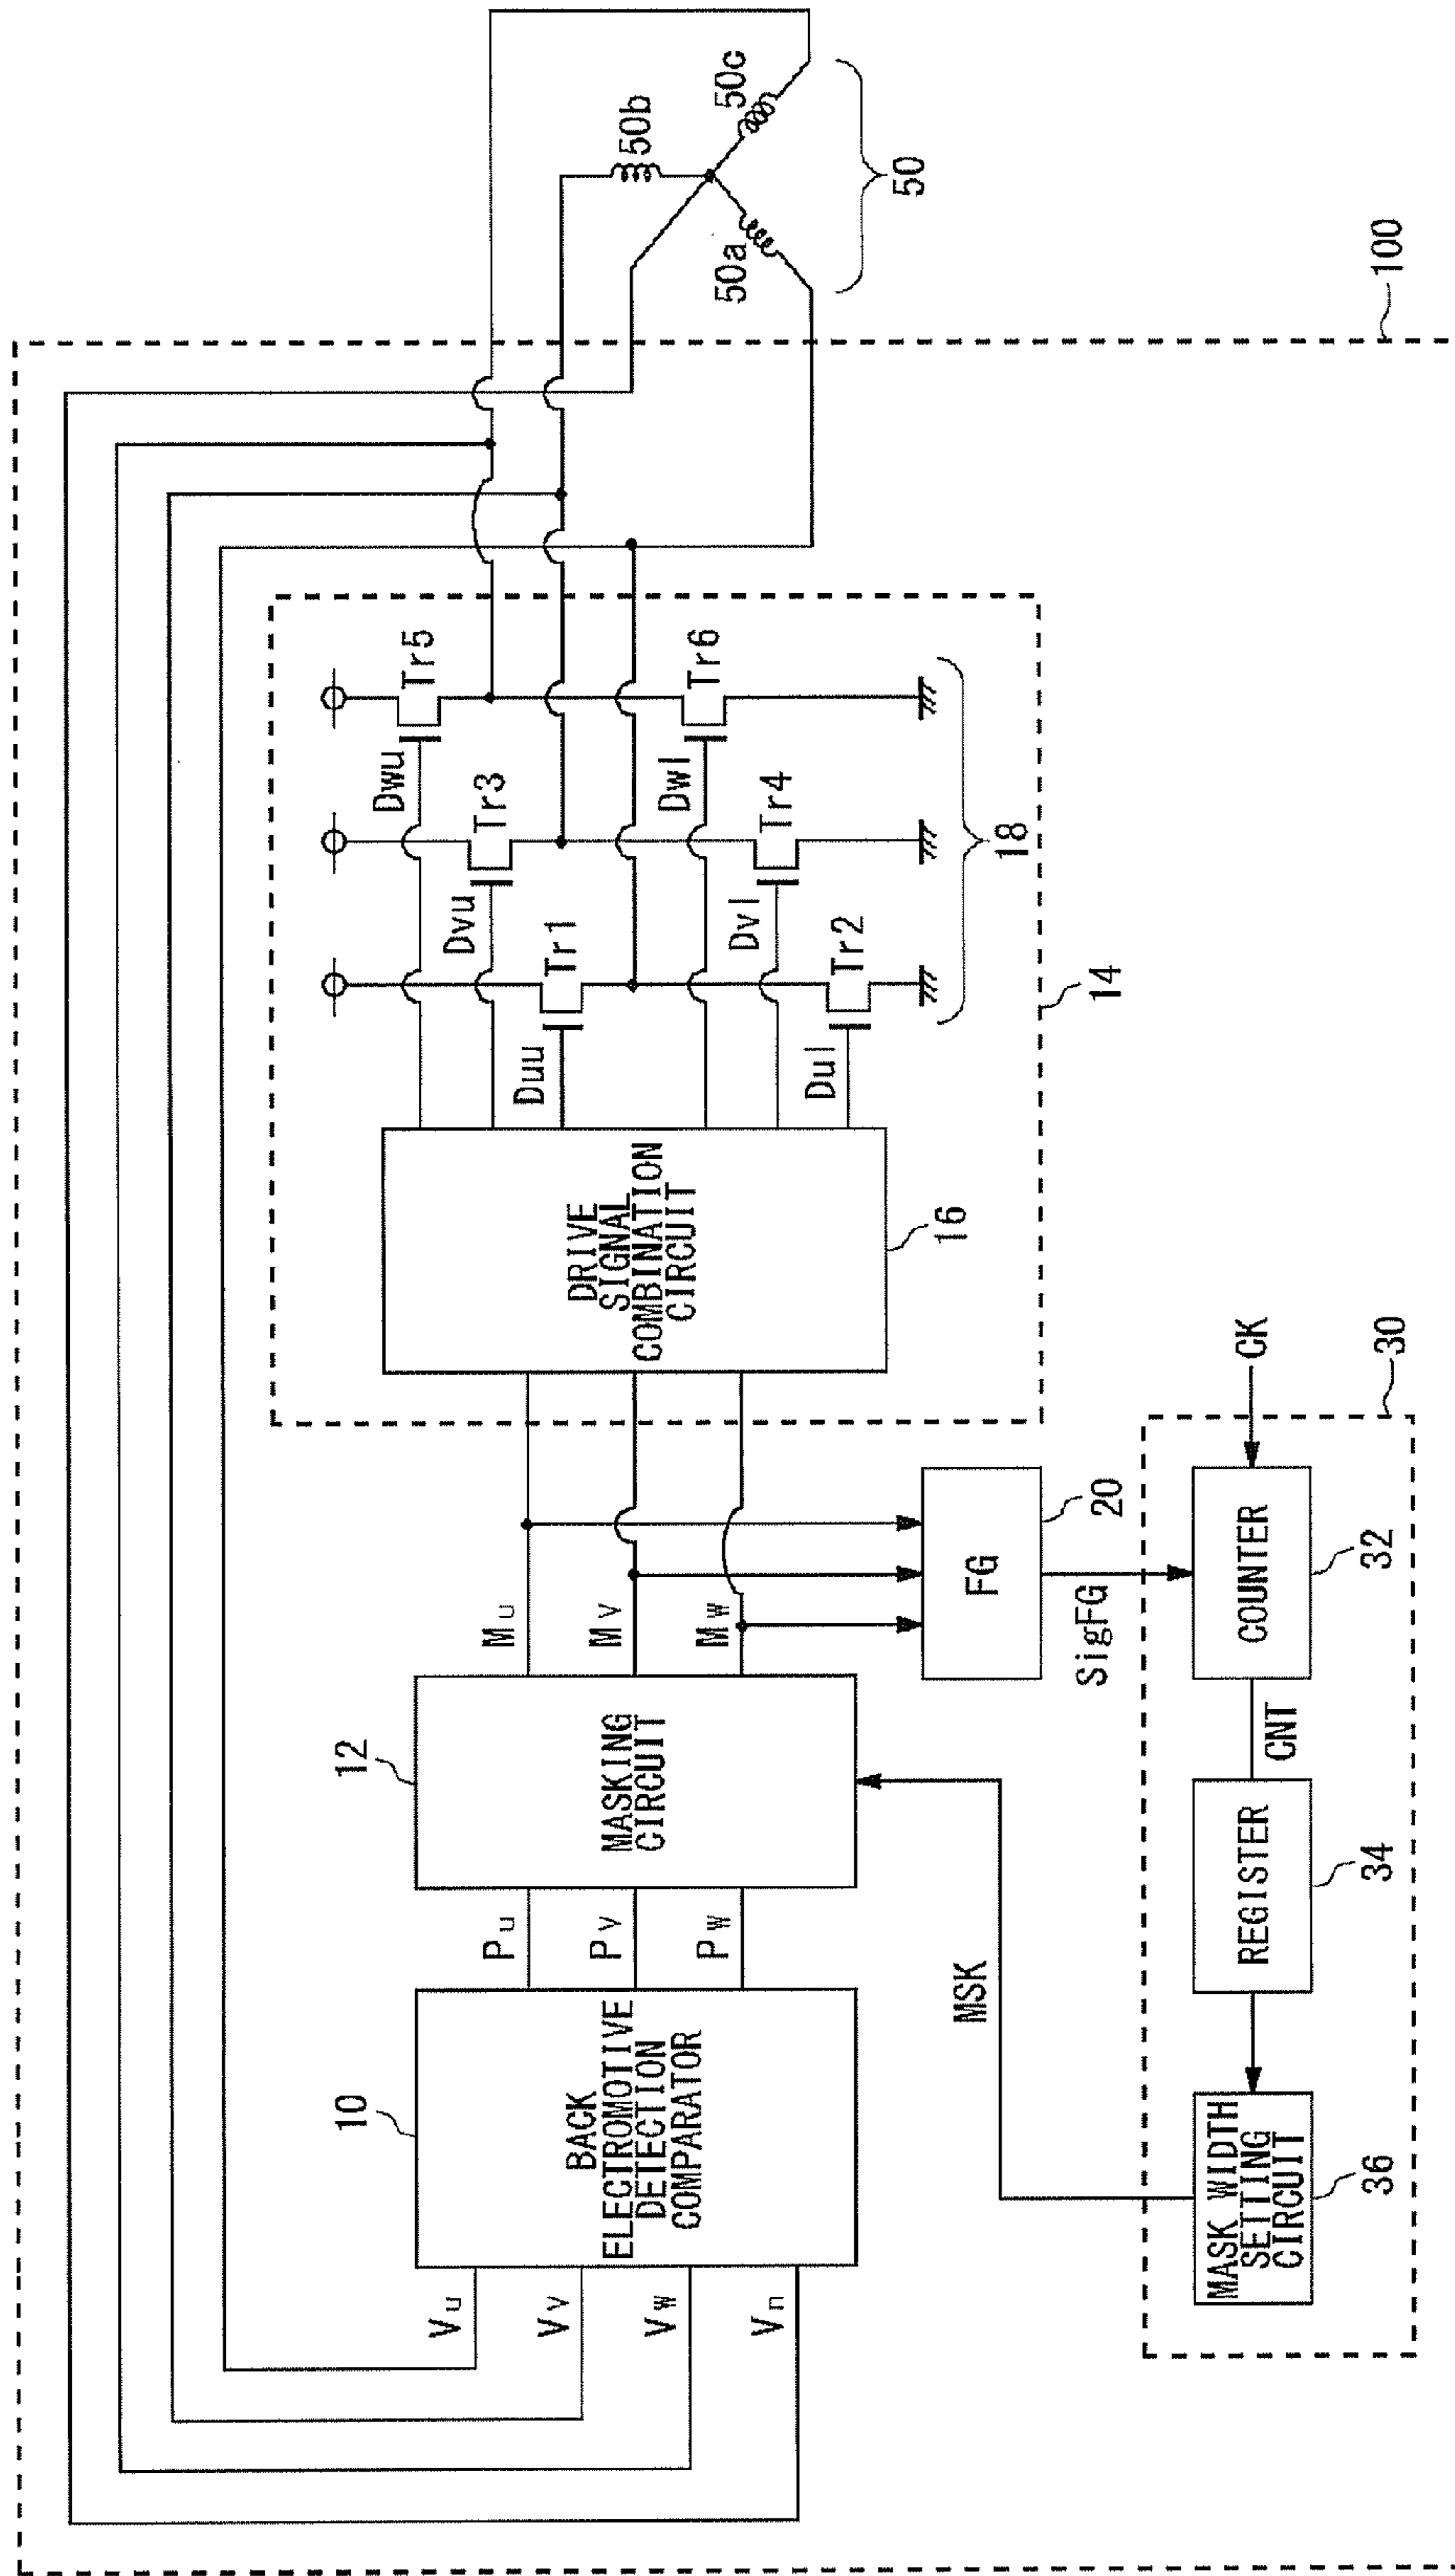 100
10
BACK
ELECTROMOTIVE
DETECTION
COMPARATOR
Vu
Vv
Vw
Vn
Pu
Pv
Pw
12
MASKING
CIRCUIT
Mu
Mv
Mw
MSK
DRIVE
SIGNAL
COMBINATION
CIRCUIT
16
Dwu
Dvu
Duu
Dwl
Dvl
Dul
Tr5
Tr3
Tr1
Tr6
Tr4
Tr2
18
14
50b
50c
50a
50
FG
20
SigFG
CK
30
COUNTER
32
CNT
REGISTER
34
MASK WIDTH
SETTING
CIRCUIT
36